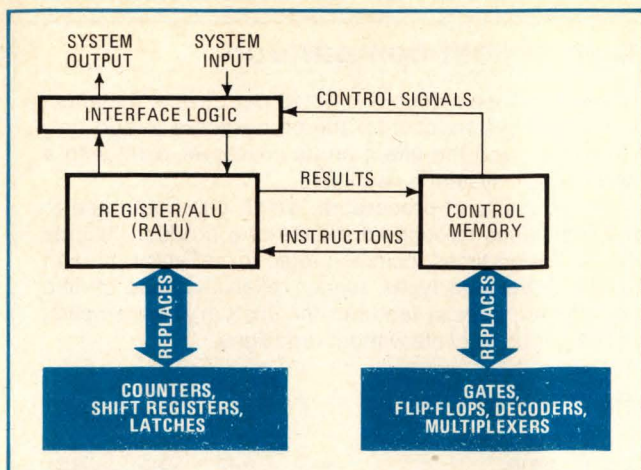 SYSTEM
OUTPUT
SYSTEM
INPUT
CONTROL SIGNALS
INTERFACE LOGIC
RESULTS
REGISTER/ALU
(RALU)
CONTROL
MEMORY
INSTRUCTIONS
REPLACES
REPLACES
COUNTERS,
SHIFT REGISTERS,
LATCHES
GATES,
FLIP-FLOPS, DECODERS,
MULTIPLEXERS